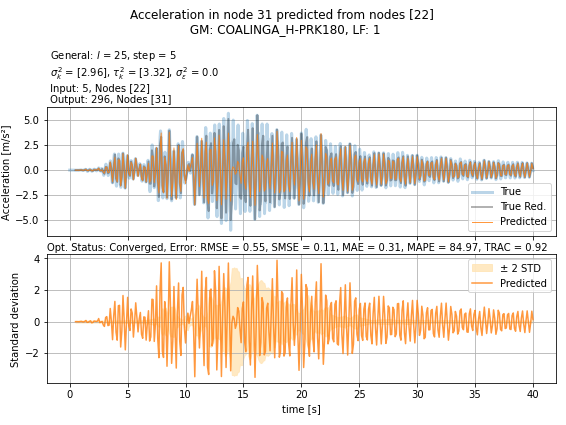 Acceleration in node 31 predicted from nodes [22]
GM: COALINGA_H-PRK180, LF: 1
General: l = 25, step = 5
σ²ₖ = [2.96], τ²ₖ = [3.32], σ²ε = 0.0
Input: 5, Nodes [22]
Output: 296, Nodes [31]
Acceleration [m/s²]
5.0
2.5
0.0
−2.5
−5.0
True
True Red.
Predicted
Opt. Status: Converged, Error: RMSE = 0.55, SMSE = 0.11, MAE = 0.31, MAPE = 84.97, TRAC = 0.92
Standard deviation
4
2
0
−2
± 2 STD
Predicted
0 5 10 15 20 25 30 35 40
time [s]